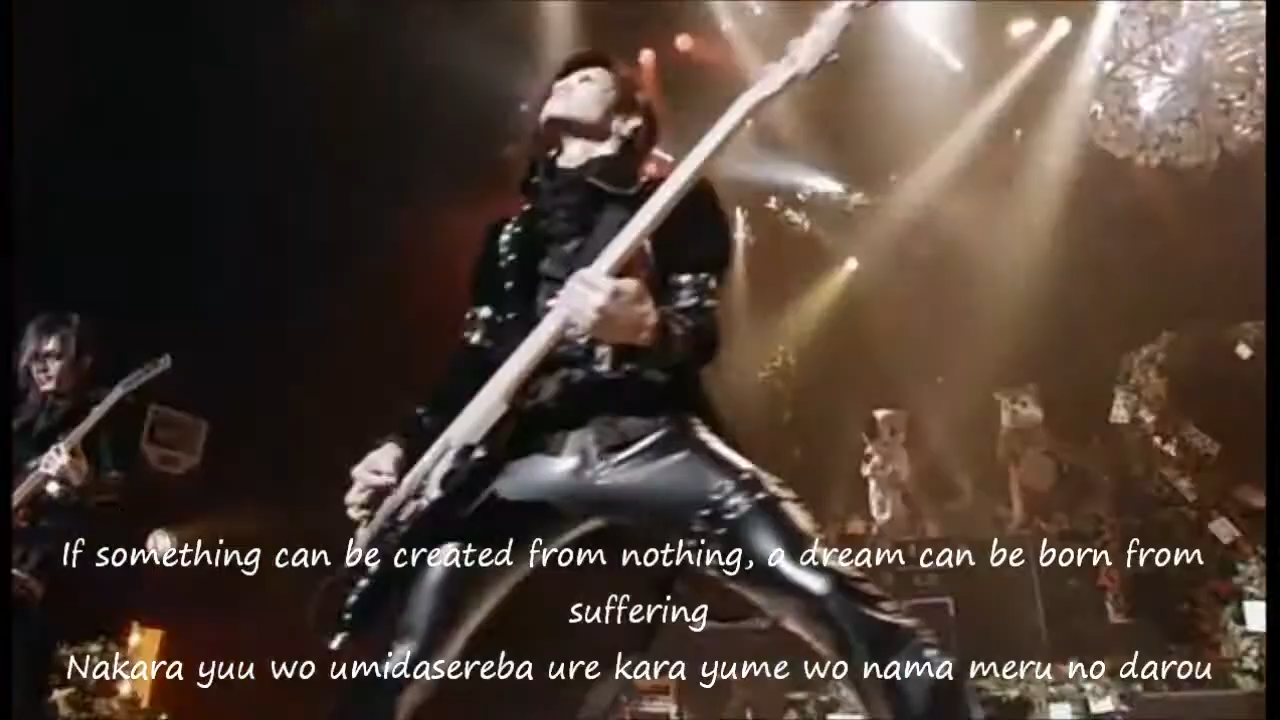 If something can be created from nothing, a dream can be born from
suffering
Nakara yuu wo umidasereba ure kara yume wo nama meru no darou